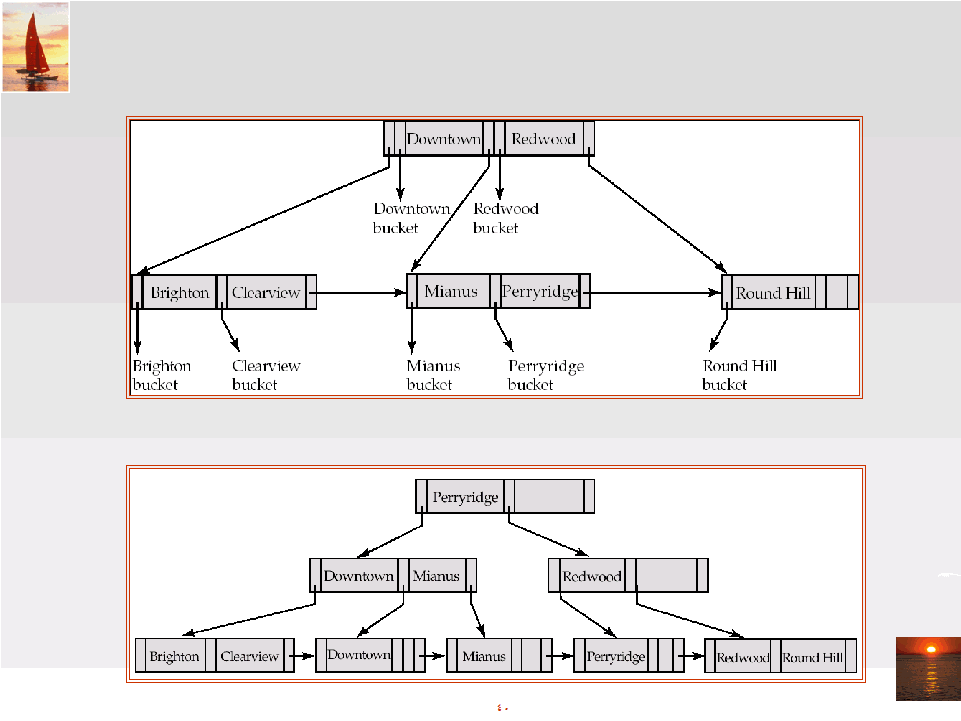 Downtown Redwood
Downtown bucket
Redwood bucket
Brighton Clearview
Mianus Perryridge
Round Hill
Brighton bucket
Clearview bucket
Mianus bucket
Perryridge bucket
Round Hill bucket
Perryridge
Downtown Mianus
Redwood
Brighton Clearview
Downtown
Mianus
Perryridge
Redwood Round Hill